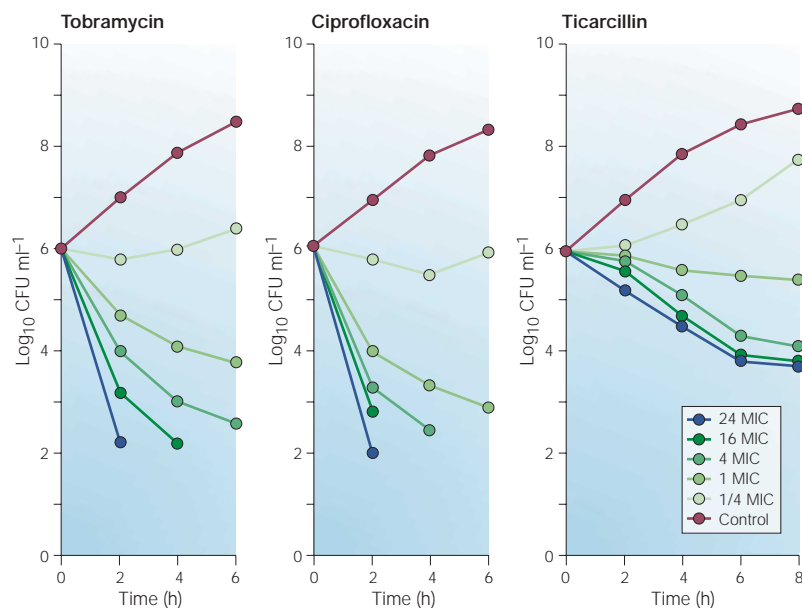 Tobramycin
Ciprofloxacin
Ticarcillin
Log10 CFU ml–1
10
8
6
4
2
0
0 2 4 6
Time (h)
Log10 CFU ml–1
10
8
6
4
2
0
0 2 4 6
Time (h)
Log10 CFU ml–1
10
8
6
4
2
0
0 2 4 6 8
Time (h)
24 MIC
16 MIC
4 MIC
1 MIC
1/4 MIC
Control